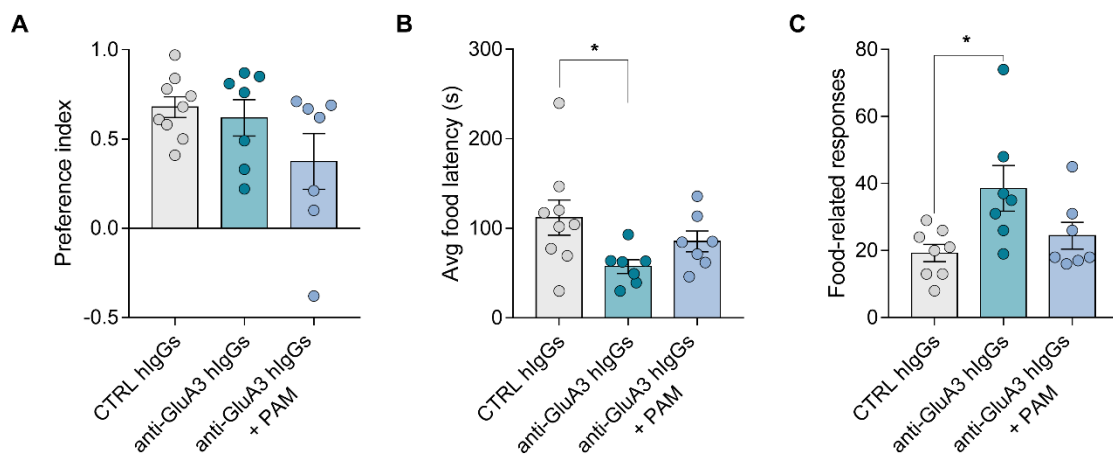 A
Preference index
1.0
0.5
0.0
-0.5
CTRL hIgGs
anti-GluA3 hIgGs
anti-GluA3 hIgGs
+ PAM
B
Avg food latency (s)
300
200
100
0
*
CTRL hIgGs
anti-GluA3 hIgGs
anti-GluA3 hIgGs
+ PAM
C
Food-related responses
80
60
40
20
0
*
CTRL hIgGs
anti-GluA3 hIgGs
anti-GluA3 hIgGs
+ PAM